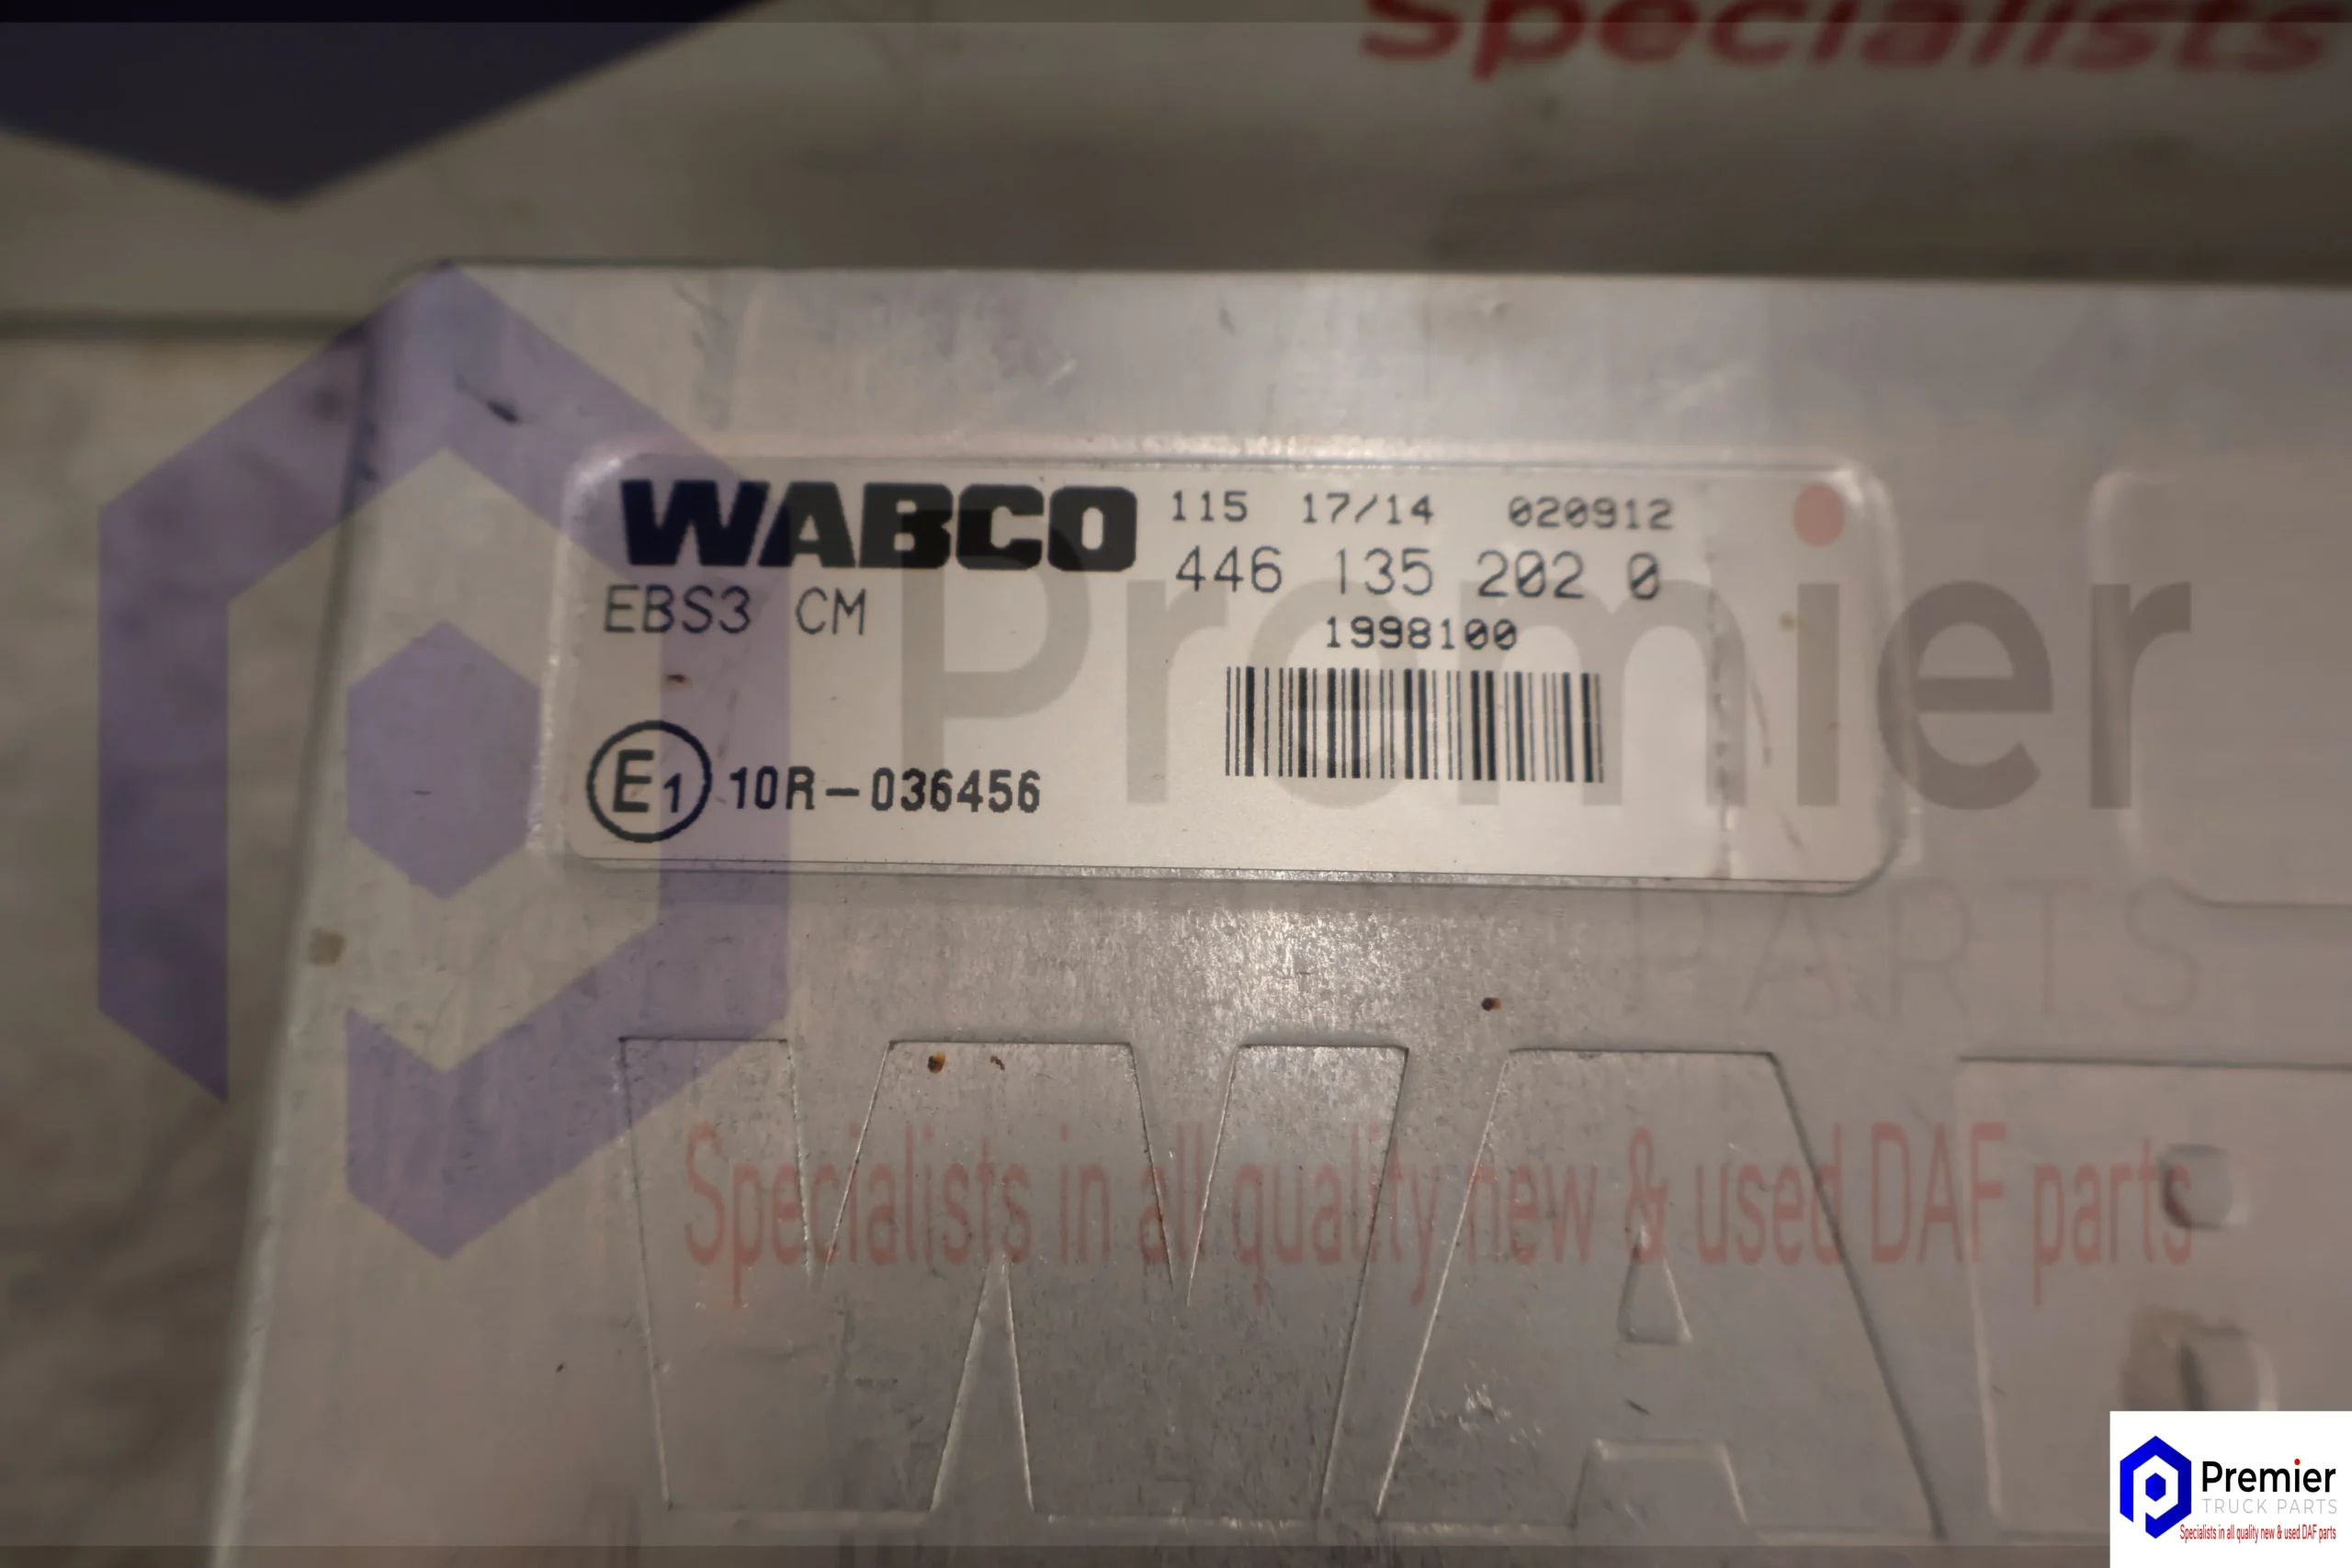 Specialists
WABCO 115 17/14 020912
446 135 202 0
EBS3 CM
1998100
E1 10R-036456
Premier
PARTS
Specialists in all quality new & used DAF parts
WA
Premier
TRUCK PARTS
Specialists in all quality new & used DAF parts